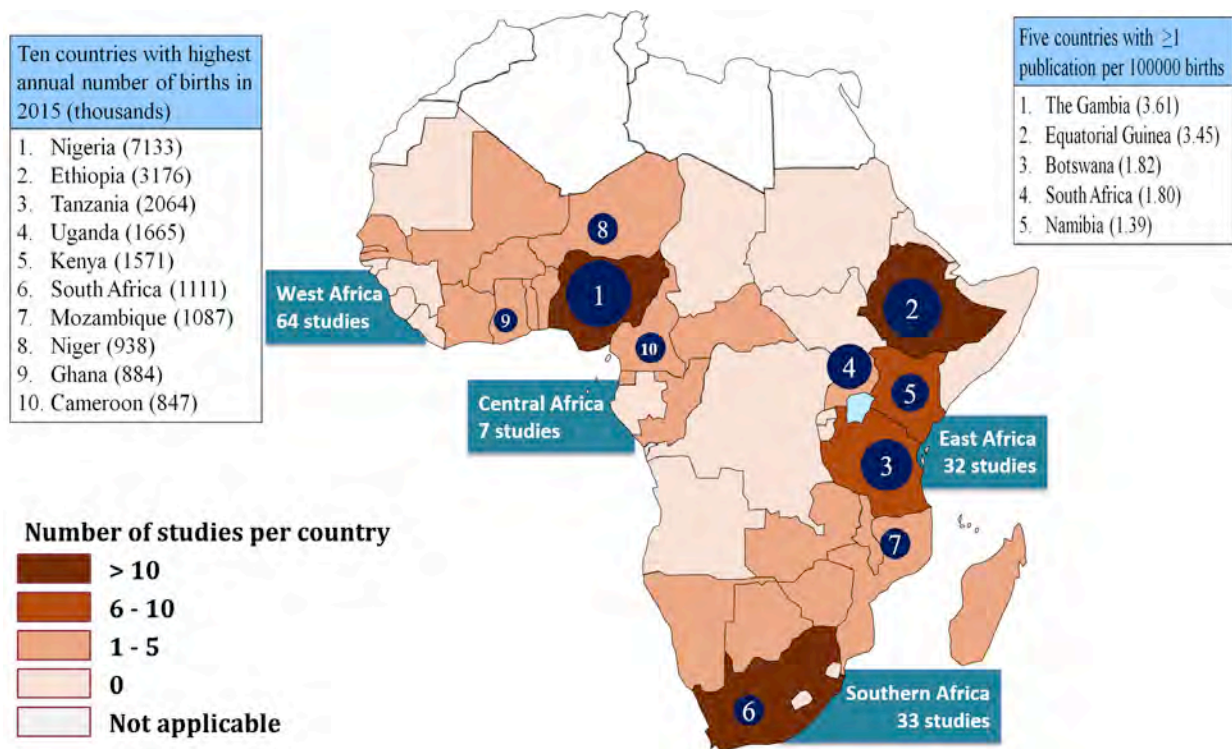 Ten countries with highest
annual number of births in
2015 (thousands)
1. Nigeria (7133)
2. Ethiopia (3176)
3. Tanzania (2064)
4. Uganda (1665)
5. Kenya (1571)
6. South Africa (1111)
7. Mozambique (1087)
8. Niger (938)
9. Ghana (884)
10. Cameroon (847)
Five countries with ≥1
publication per 100000 births
1. The Gambia (3.61)
2. Equatorial Guinea (3.45)
3. Botswana (1.82)
4. South Africa (1.80)
5. Namibia (1.39)
8
1
2
West Africa
64 studies
9
10
4
5
Central Africa
7 studies
East Africa
32 studies
3
7
Number of studies per country
> 10
6 - 10
1 - 5
0
Not applicable
6
Southern Africa
33 studies